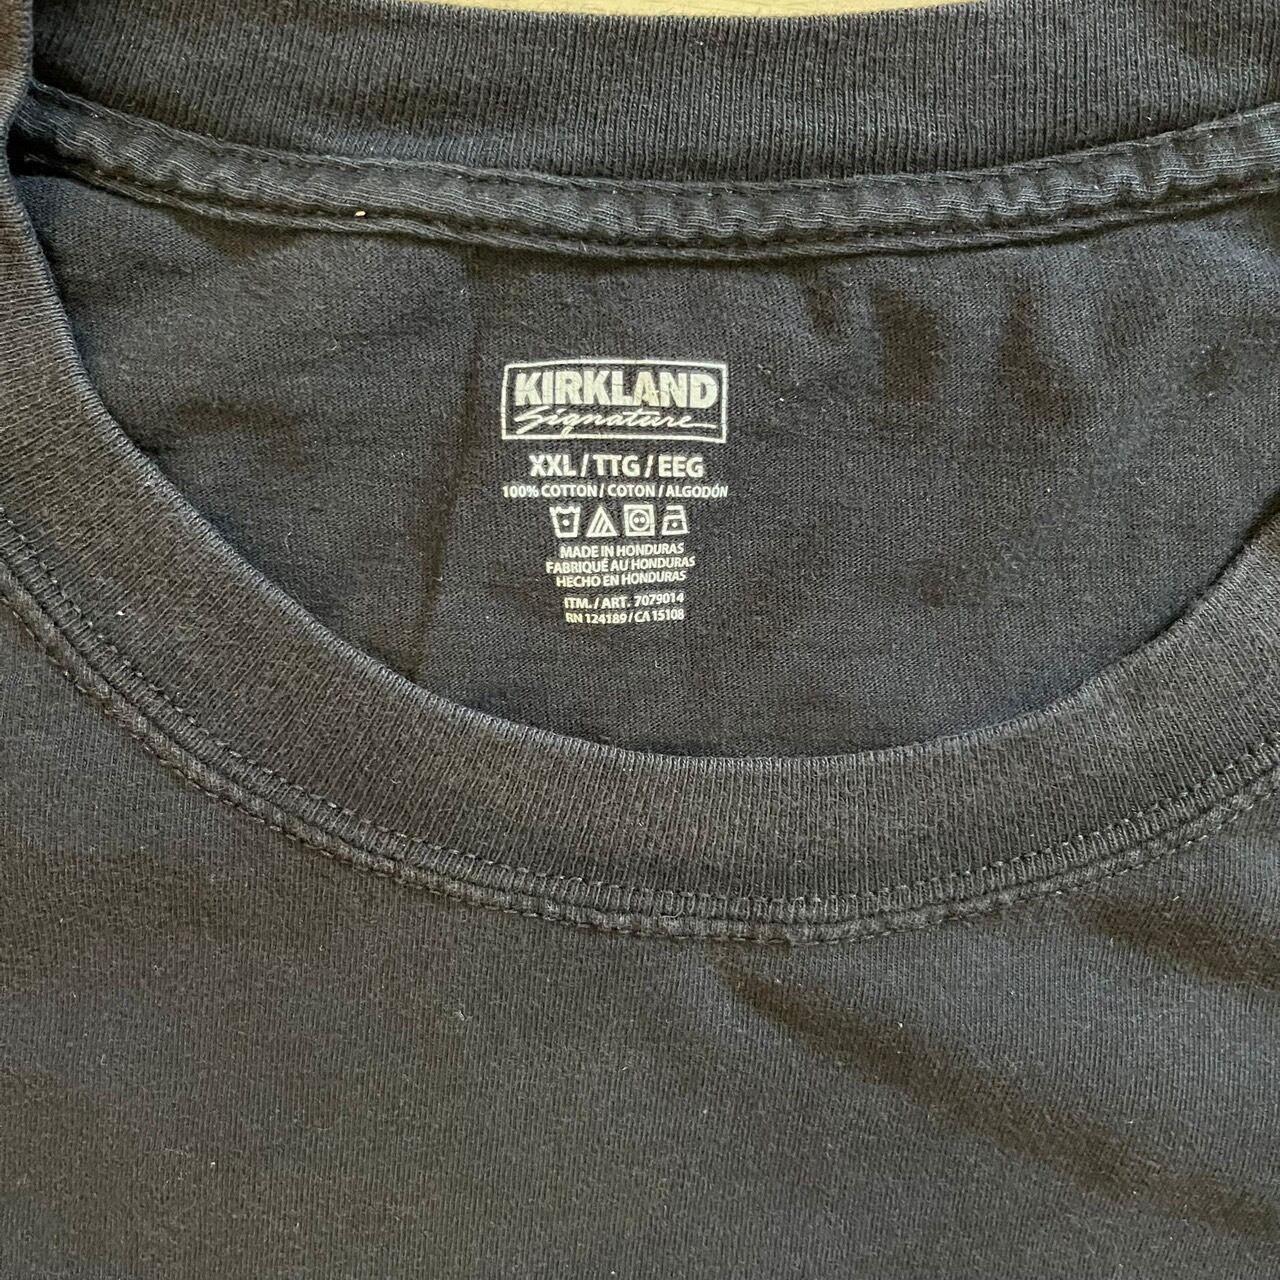 KIRKLAND
Signature
XXL / TTG / EEG
100% COTTON / COTON / ALGODÓN
MADE IN HONDURAS
FABRIQUÉ AU HONDURAS
HECHO EN HONDURAS
ITM. / ART. 7079014
RN 124189 / CA 15108